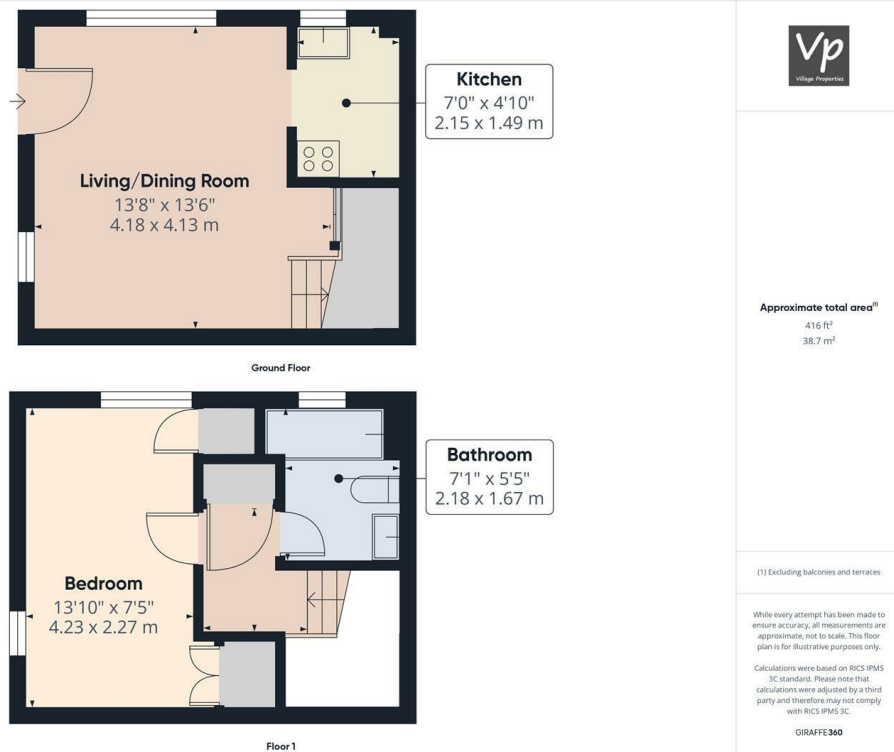 Kitchen
7'0" x 4'10"
2.15 x 1.49 m
Living/Dining Room
13'8" x 13'6"
4.18 x 4.13 m
Ground Floor
Bathroom
7'1" x 5'5"
2.18 x 1.67 m
Bedroom
13'10" x 7'5"
4.23 x 2.27 m
Floor 1
Vp
Village Properties
Approximate total area(1)
416 ft²
38.7 m²
(1) Excluding balconies and terraces
While every attempt has been made to
ensure accuracy, all measurements are
approximate, not to scale. This floor
plan is for illustrative purposes only.
Calculations were based on RICS IPMS
3C standard. Please note that
calculations were adjusted by a third
party and therefore may not comply
with RICS IPMS 3C.
GIRAFFE360